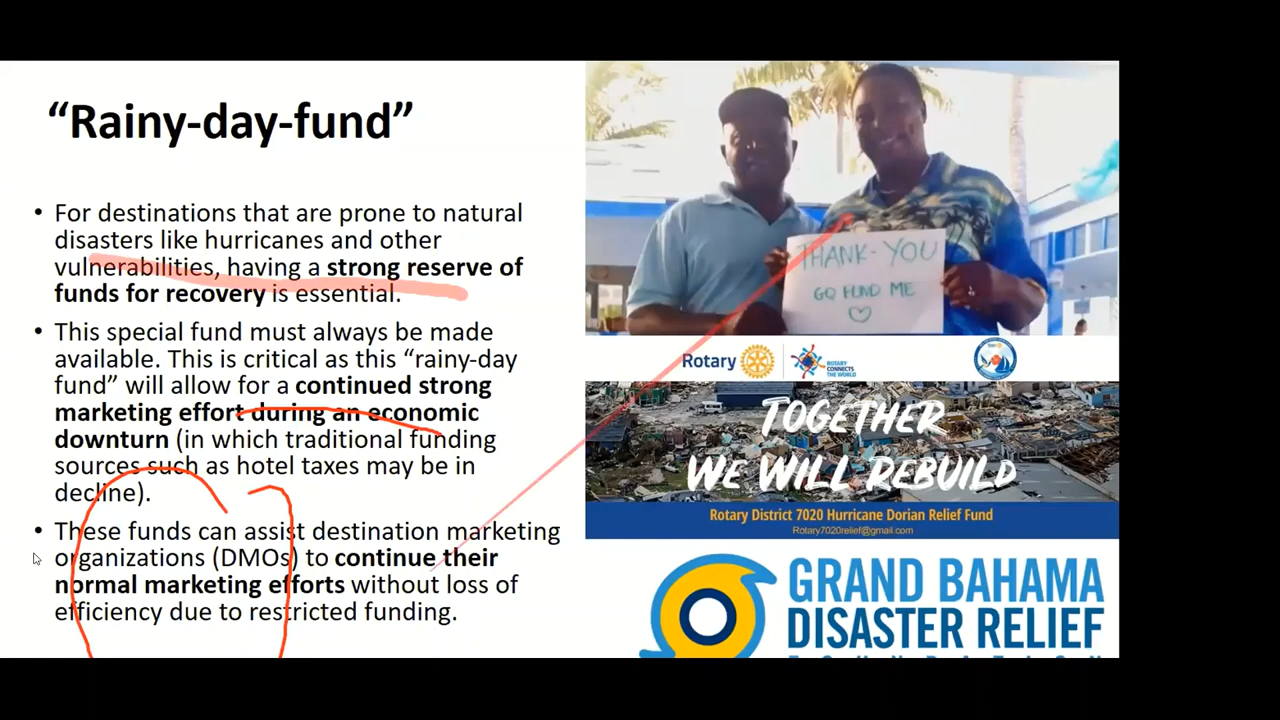 “Rainy-day-fund”
• For destinations that are prone to natural
disasters like hurricanes and other
vulnerabilities, having a strong reserve of
funds for recovery is essential.
• This special fund must always be made
available. This is critical as this “rainy-day
fund” will allow for a continued strong
marketing effort during an economic
downturn (in which traditional funding
sources such as hotel taxes may be in
decline).
• These funds can assist destination marketing
organizations (DMOs) to continue their
normal marketing efforts without loss of
efficiency due to restricted funding.
THANK-YOU
GO FUND ME
Rotary
ROTARY
CONNECTS
THE WORLD
TOGETHER
WE WILL REBUILD
Rotary District 7020 Hurricane Dorian Relief Fund
Rotary7020relief@gmail.com
GRAND BAHAMA
DISASTER RELIEF